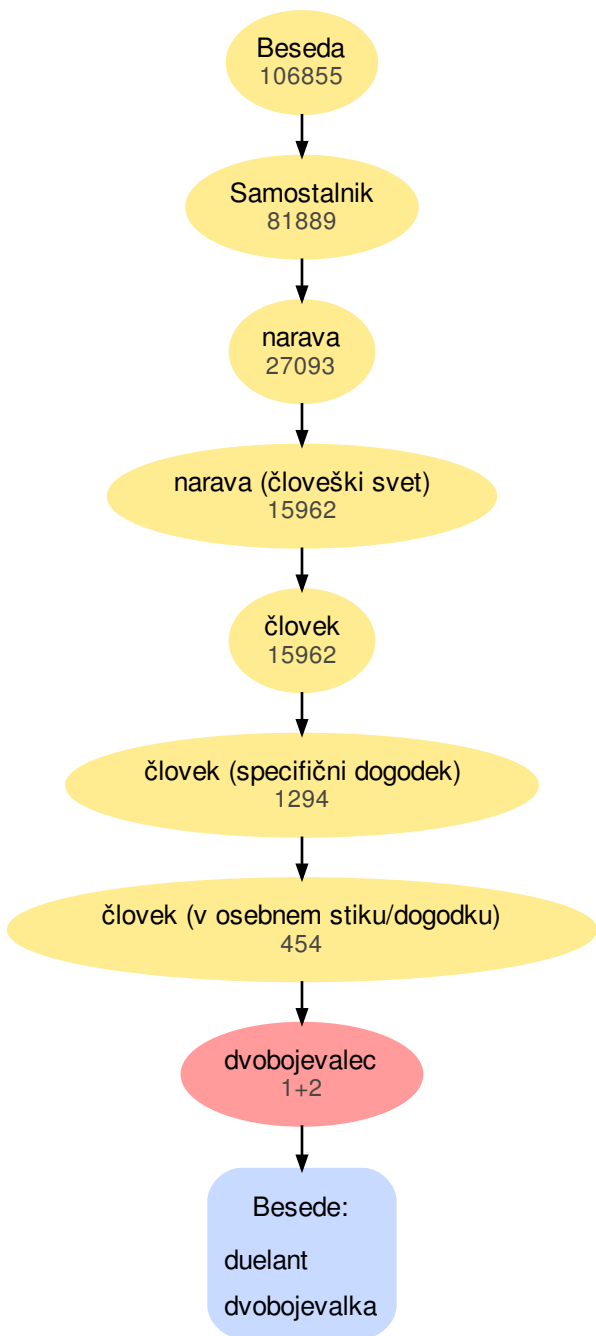 Beseda
106855
Samostalnik
81889
narava
27093
narava (človeški svet)
15962
človek
15962
človek (specifični dogodek)
1294
človek (v osebnem stiku/dogodku)
454
dvobojevalec
1+2
Besede:
duelant
dvobojevalka